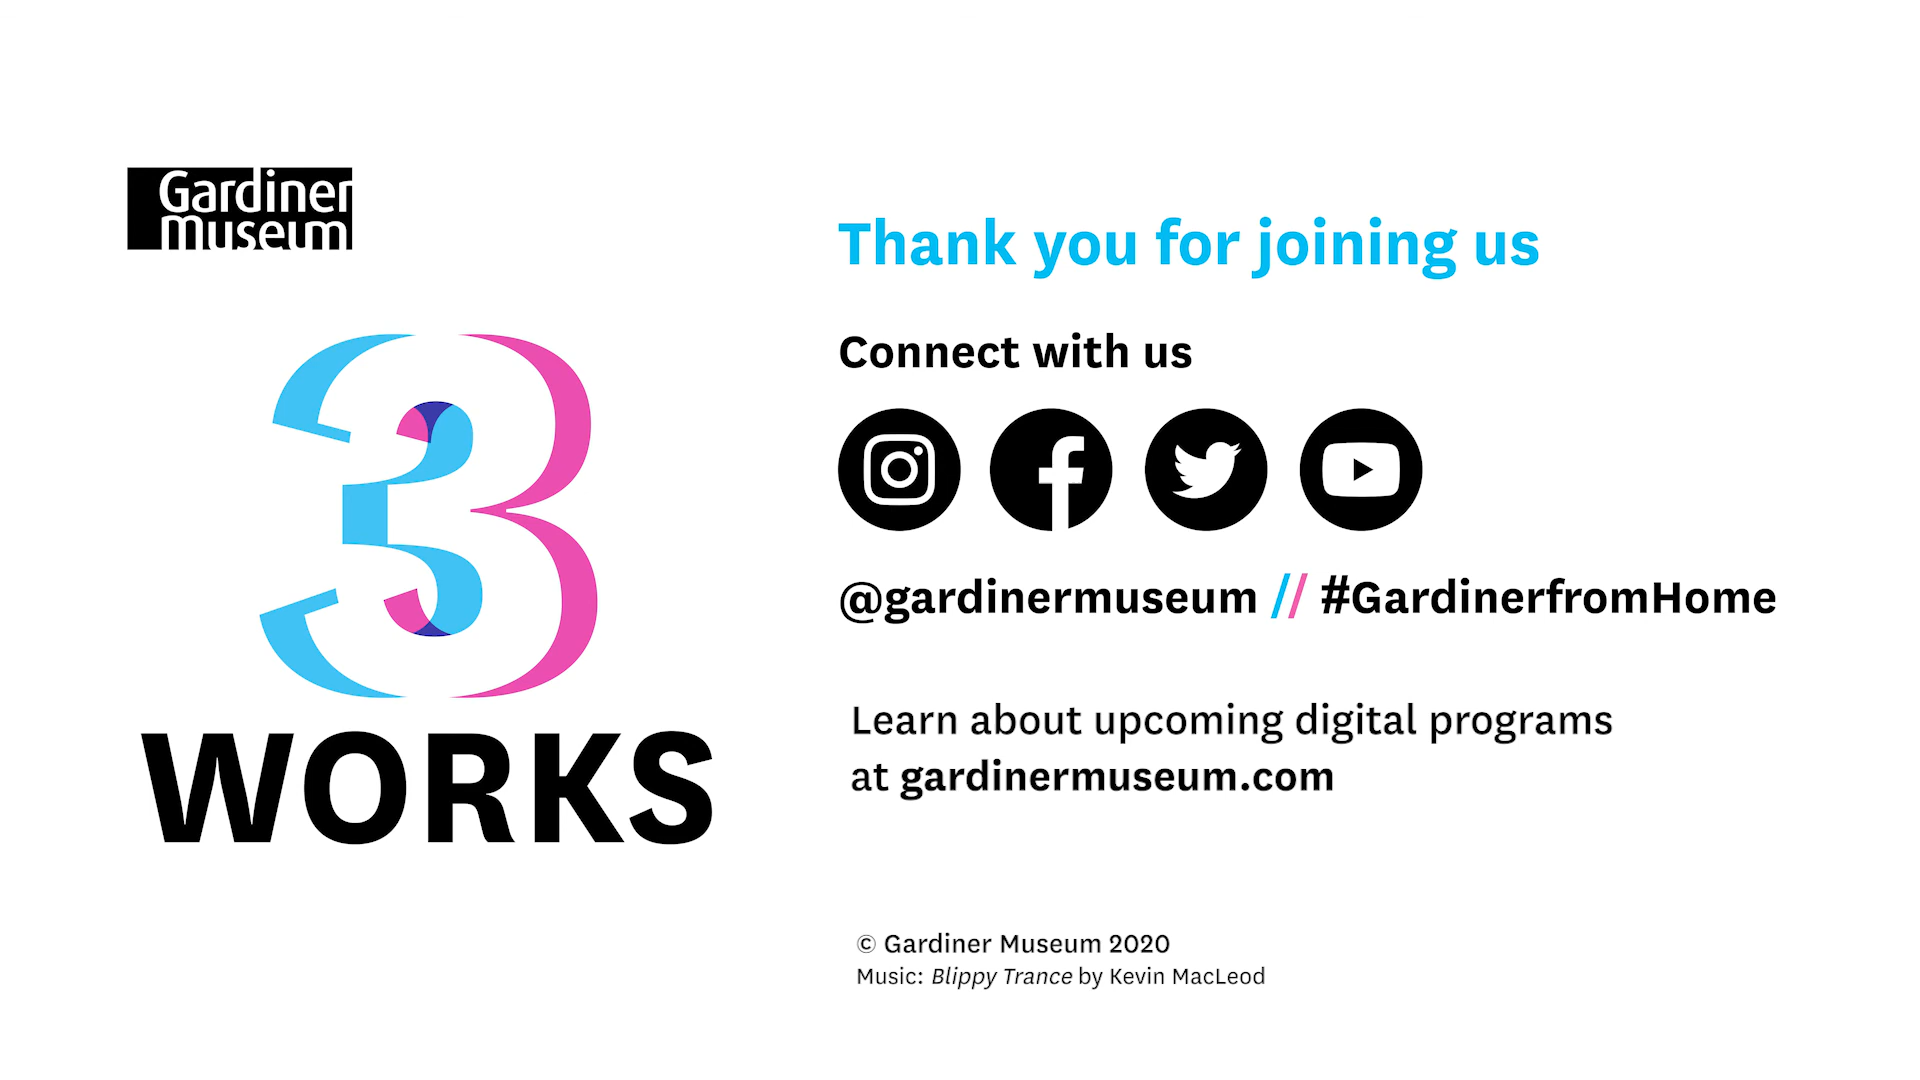 Gardiner
museum
3
WORKS
Thank you for joining us
Connect with us
@gardinermuseum // #GardinerfromHome
Learn about upcoming digital programs
at gardinermuseum.com
© Gardiner Museum 2020
Music: Blippy Trance by Kevin MacLeod